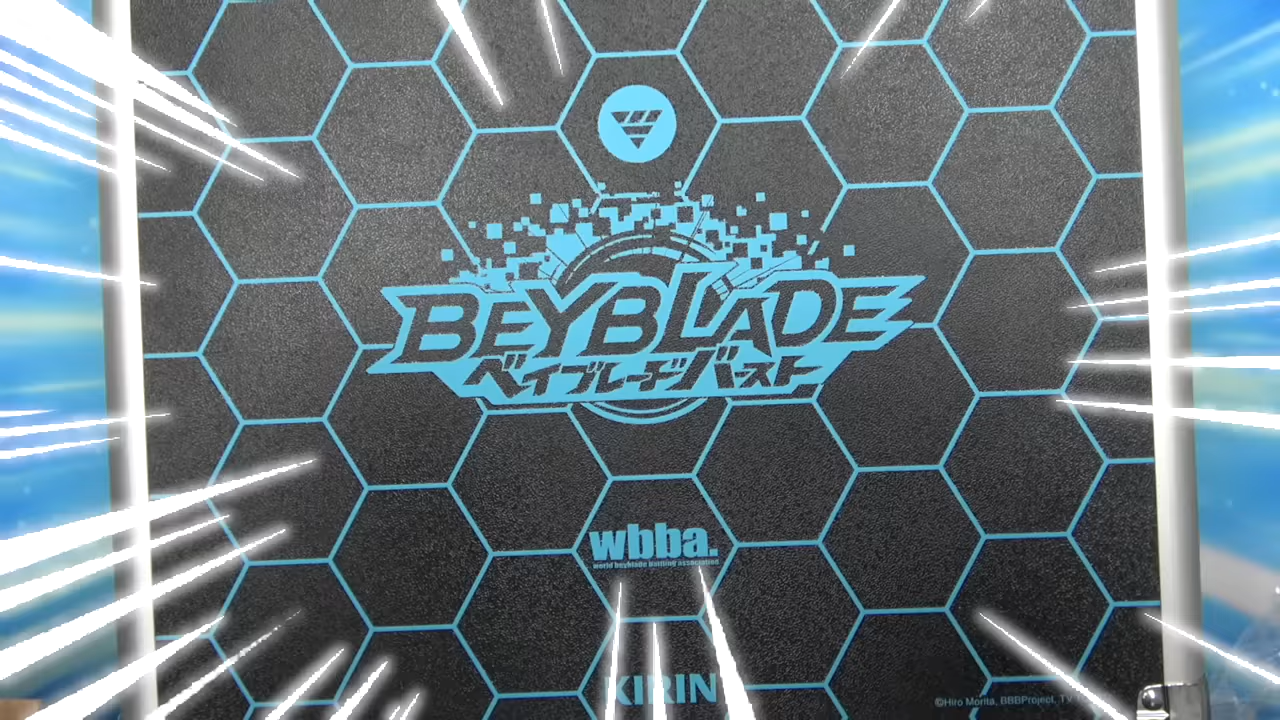 BEYBLADE
ベイブレードバースト
wbba.
world beyblade battling association
KIRIN
©Hiro Morita, BBBProject, TV